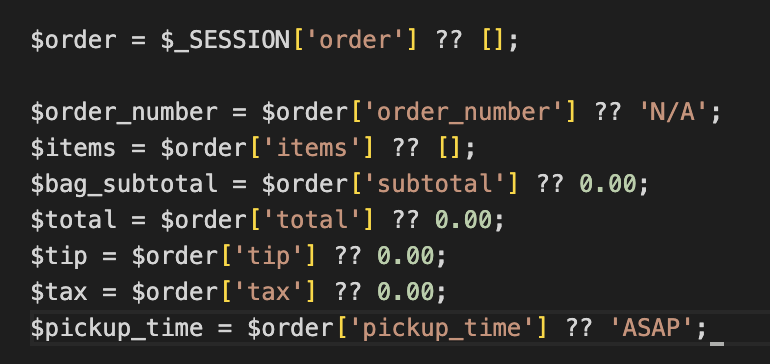 $order = $_SESSION['order'] ?? [];
$order_number = $order['order_number'] ?? 'N/A';
$items = $order['items'] ?? [];
$bag_subtotal = $order['subtotal'] ?? 0.00;
$total = $order['total'] ?? 0.00;
$tip = $order['tip'] ?? 0.00;
$tax = $order['tax'] ?? 0.00;
$pickup_time = $order['pickup_time'] ?? 'ASAP';